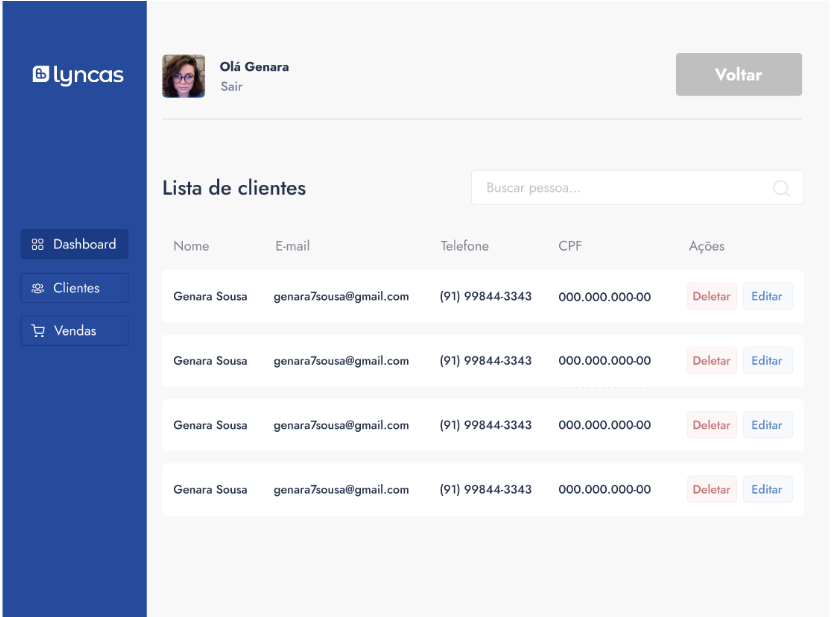 lyncas
Olá Genara
Sair
Voltar
Lista de clientes
Buscar pessoa...
Dashboard
Clientes
Vendas
Nome E-mail Telefone CPF Ações
Genara Sousa genara7sousa@gmail.com (91) 99844-3343 000.000.000-00 Deletar Editar
Genara Sousa genara7sousa@gmail.com (91) 99844-3343 000.000.000-00 Deletar Editar
Genara Sousa genara7sousa@gmail.com (91) 99844-3343 000.000.000-00 Deletar Editar
Genara Sousa genara7sousa@gmail.com (91) 99844-3343 000.000.000-00 Deletar Editar